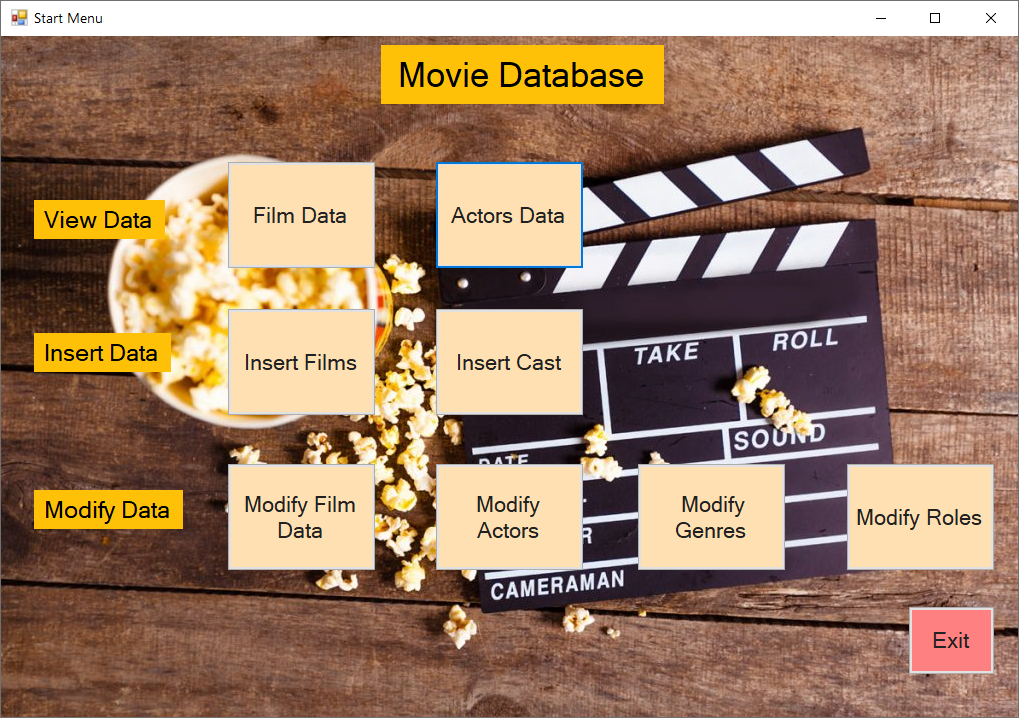 Start Menu
Movie Database
View Data
Film Data
Actors Data
Insert Data
Insert Films
Insert Cast
TAKE
ROLL
SOUND
DATE
Modify Data
Modify Film
Data
Modify
Actors
Modify
Genres
Modify Roles
CAMERAMAN
Exit